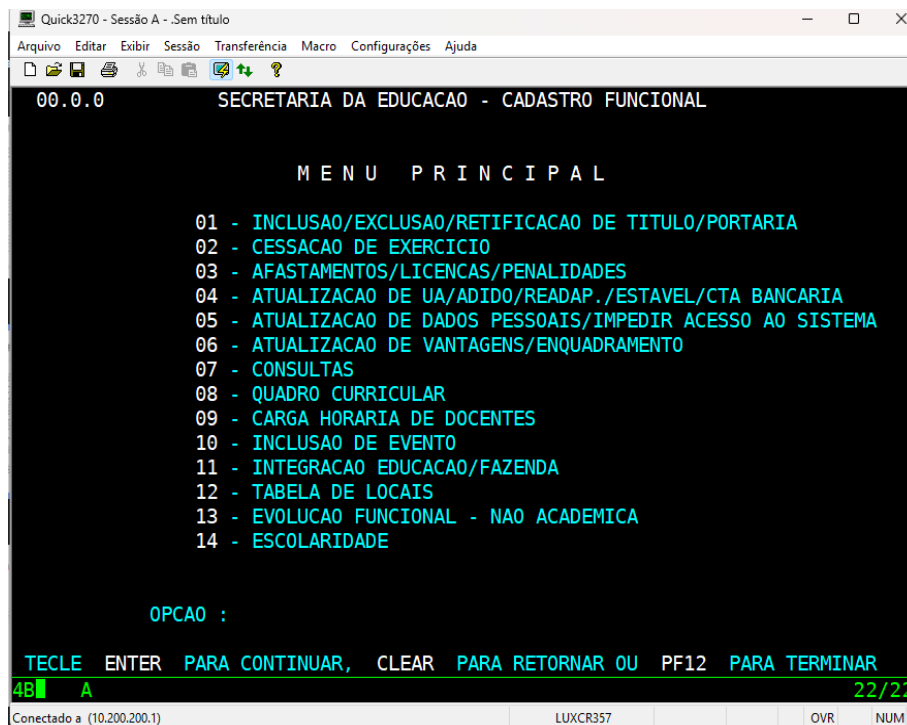 Quick3270 - Sessão A - .Sem título
Arquivo Editar Exibir Sessão Transferência Macro Configurações Ajuda
00.0.0 SECRETARIA DA EDUCACAO - CADASTRO FUNCIONAL
M E N U P R I N C I P A L
01 - INCLUSAO/EXCLUSAO/RETIFICACAO DE TITULO/PORTARIA
02 - CESSACAO DE EXERCICIO
03 - AFASTAMENTOS/LICENCAS/PENALIDADES
04 - ATUALIZACAO DE UA/ADIDO/READAP./ESTAVEL/CTA BANCARIA
05 - ATUALIZACAO DE DADOS PESSOAIS/IMPEDIR ACESSO AO SISTEMA
06 - ATUALIZACAO DE VANTAGENS/ENQUADRAMENTO
07 - CONSULTAS
08 - QUADRO CURRICULAR
09 - CARGA HORARIA DE DOCENTES
10 - INCLUSAO DE EVENTO
11 - INTEGRACAO EDUCACAO/FAZENDA
12 - TABELA DE LOCAIS
13 - EVOLUCAO FUNCIONAL - NAO ACADEMICA
14 - ESCOLARIDADE
OPCAO :
TECLE ENTER PARA CONTINUAR, CLEAR PARA RETORNAR OU PF12 PARA TERMINAR
4B A 22/22
Conectado a (10.200.200.1) LUXCR357 OVR NUM